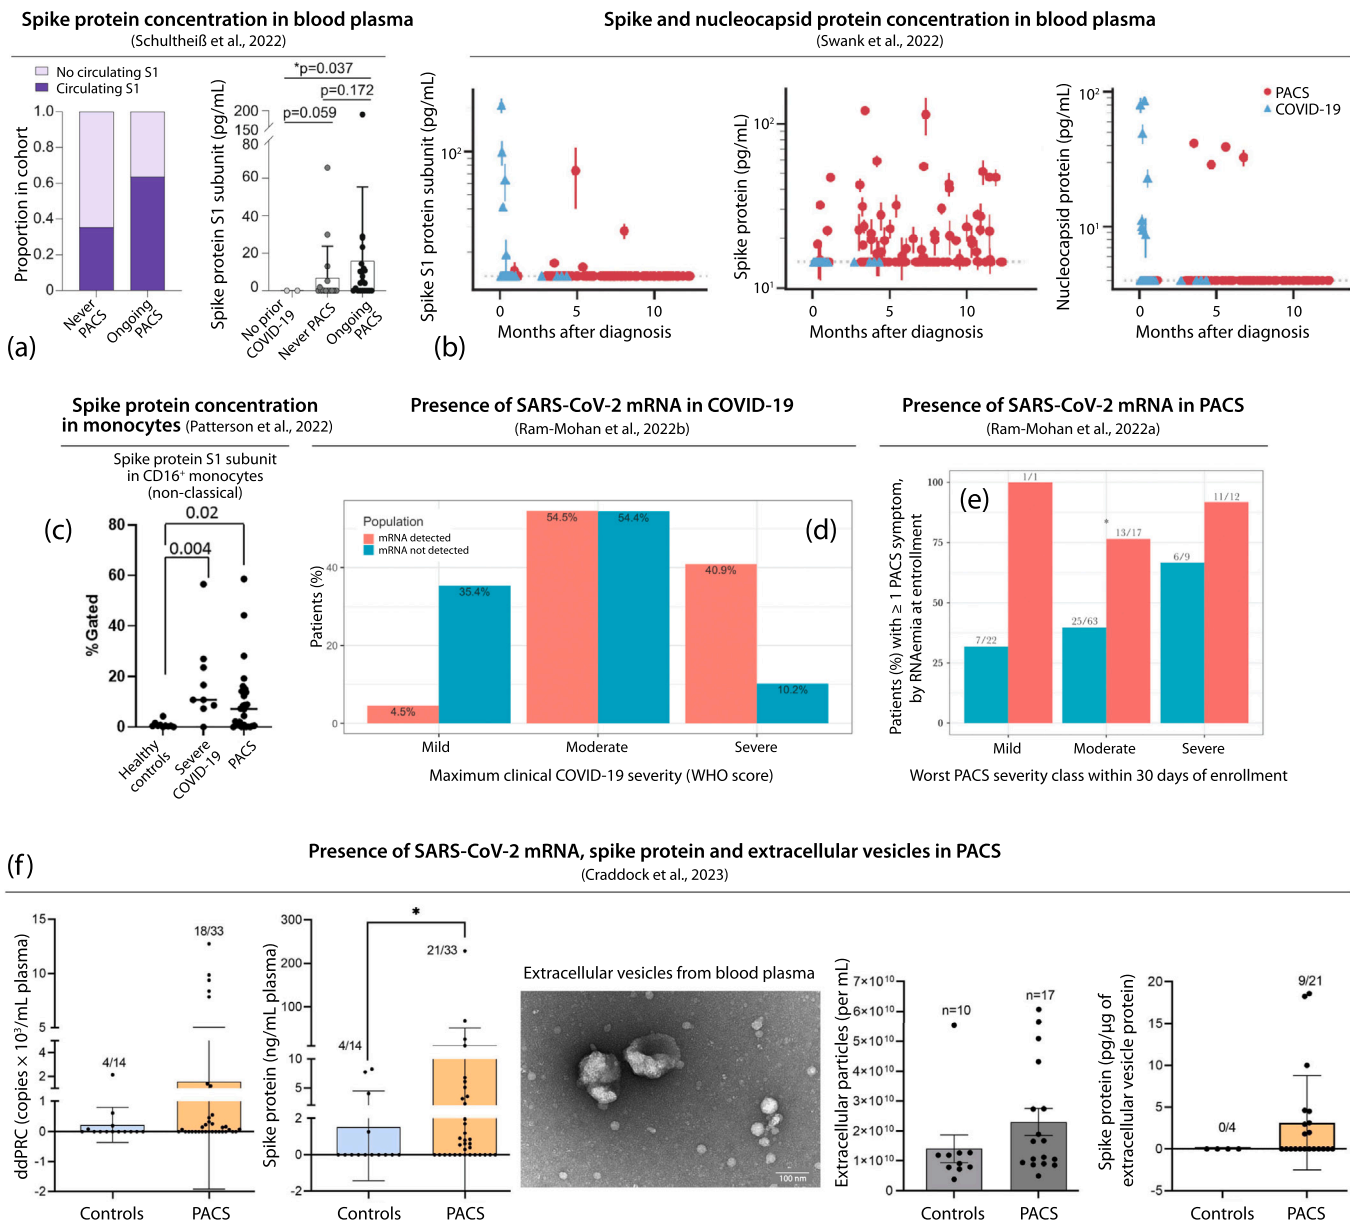 Spike protein concentration in blood plasma
(Schultheiß et al., 2022)
No circulating S1
Circulating S1
Proportion in cohort
1.0
0.8
0.6
0.4
0.2
0
Never
PACS
Ongoing
PACS
Spike protein S1 subunit (pg/mL)
*p=0.037
p=0.172
p=0.059
200
150
80
60
40
20
0
No prior
COVID-19
Never PACS
Ongoing
PACS
(a)
Spike and nucleocapsid protein concentration in blood plasma
(Swank et al., 2022)
Spike S1 protein subunit (pg/mL)
10²
0
5
10
Months after diagnosis
Spike protein (pg/mL)
10²
10¹
0
5
10
Months after diagnosis
Nucleocapsid protein (pg/mL)
10²
10¹
PACS
COVID-19
0
5
10
Months after diagnosis
(b)
Spike protein concentration
in monocytes (Patterson et al., 2022)
Spike protein S1 subunit
in CD16⁺ monocytes
(non-classical)
(c)
0.02
0.004
% Gated
80
60
40
20
0
Healthy
controls
Severe
COVID-19
PACS
Presence of SARS-CoV-2 mRNA in COVID-19
(Ram-Mohan et al., 2022b)
(d)
Population
mRNA detected
mRNA not detected
Patients (%)
40
20
0
4.5%
35.4%
54.5%
54.4%
40.9%
10.2%
Mild
Moderate
Severe
Maximum clinical COVID-19 severity (WHO score)
Presence of SARS-CoV-2 mRNA in PACS
(Ram-Mohan et al., 2022a)
(e)
Patients (%) with ≥ 1 PACS symptom,
by RNAemia at enrollment
100
75
50
25
0
7/22
1/1
25/63
*
13/17
6/9
11/12
Mild
Moderate
Severe
Worst PACS severity class within 30 days of enrollment
(f)
Presence of SARS-CoV-2 mRNA, spike protein and extracellular vesicles in PACS
(Craddock et al., 2023)
ddPRC (copies × 10³/mL plasma)
15
10
5
4
2
1
0
-1
-2
4/14
18/33
Controls
PACS
Spike protein (ng/mL plasma)
300
200
100
10
5
2
0
-2
*
4/14
21/33
Controls
PACS
Extracellular vesicles from blood plasma
100 nm
Extracellular particles (per mL)
7×10¹⁰
6×10¹⁰
5×10¹⁰
4×10¹⁰
3×10¹⁰
2×10¹⁰
1×10¹⁰
0
n=10
n=17
Controls
PACS
Spike protein (pg/µg of
extracellular vesicle protein)
20
15
10
5
0
-5
0/4
9/21
Controls
PACS